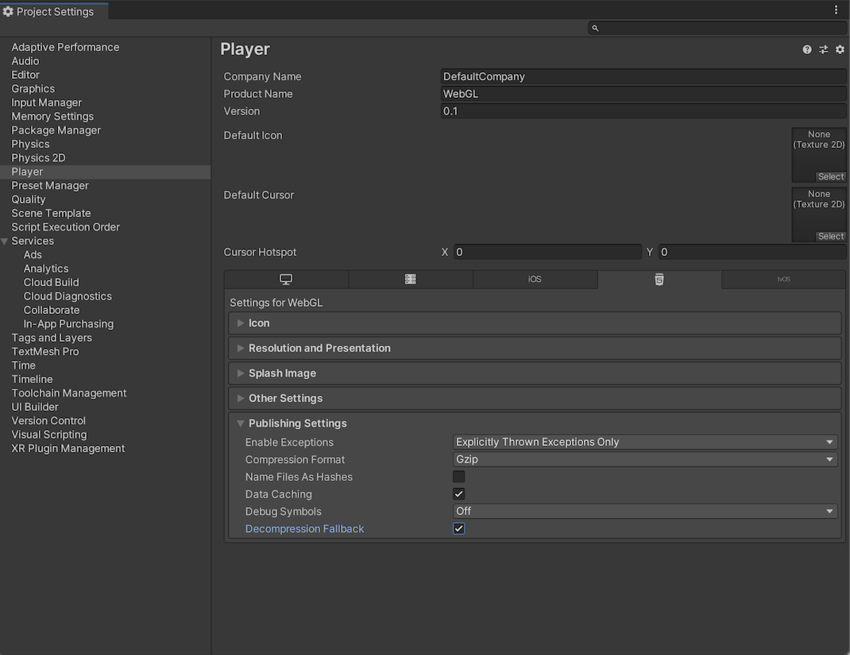 Project Settings
Adaptive Performance
Audio
Editor
Graphics
Input Manager
Memory Settings
Package Manager
Physics
Physics 2D
Player
Preset Manager
Quality
Scene Template
Script Execution Order
Services
Ads
Analytics
Cloud Build
Cloud Diagnostics
Collaborate
In-App Purchasing
Tags and Layers
TextMesh Pro
Time
Timeline
Toolchain Management
UI Builder
Version Control
Visual Scripting
XR Plugin Management
Player
Company Name DefaultCompany
Product Name WebGL
Version 0.1
Default Icon
None
(Texture 2D)
Select
Default Cursor
None
(Texture 2D)
Select
Cursor Hotspot X 0 Y 0
iOS tvOS
Settings for WebGL
Icon
Resolution and Presentation
Splash Image
Other Settings
Publishing Settings
Enable Exceptions Explicitly Thrown Exceptions Only
Compression Format Gzip
Name Files As Hashes
Data Caching
Debug Symbols Off
Decompression Fallback